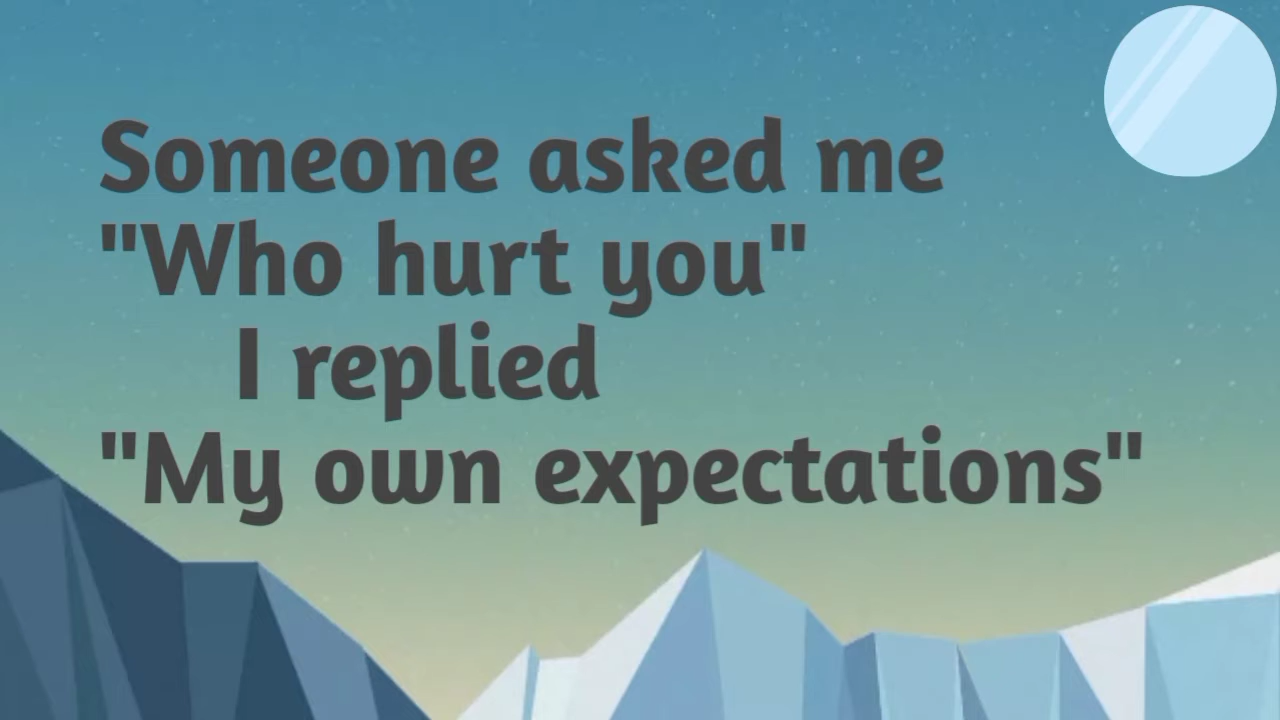 Someone asked me
"Who hurt you"
I replied
"My own expectations"